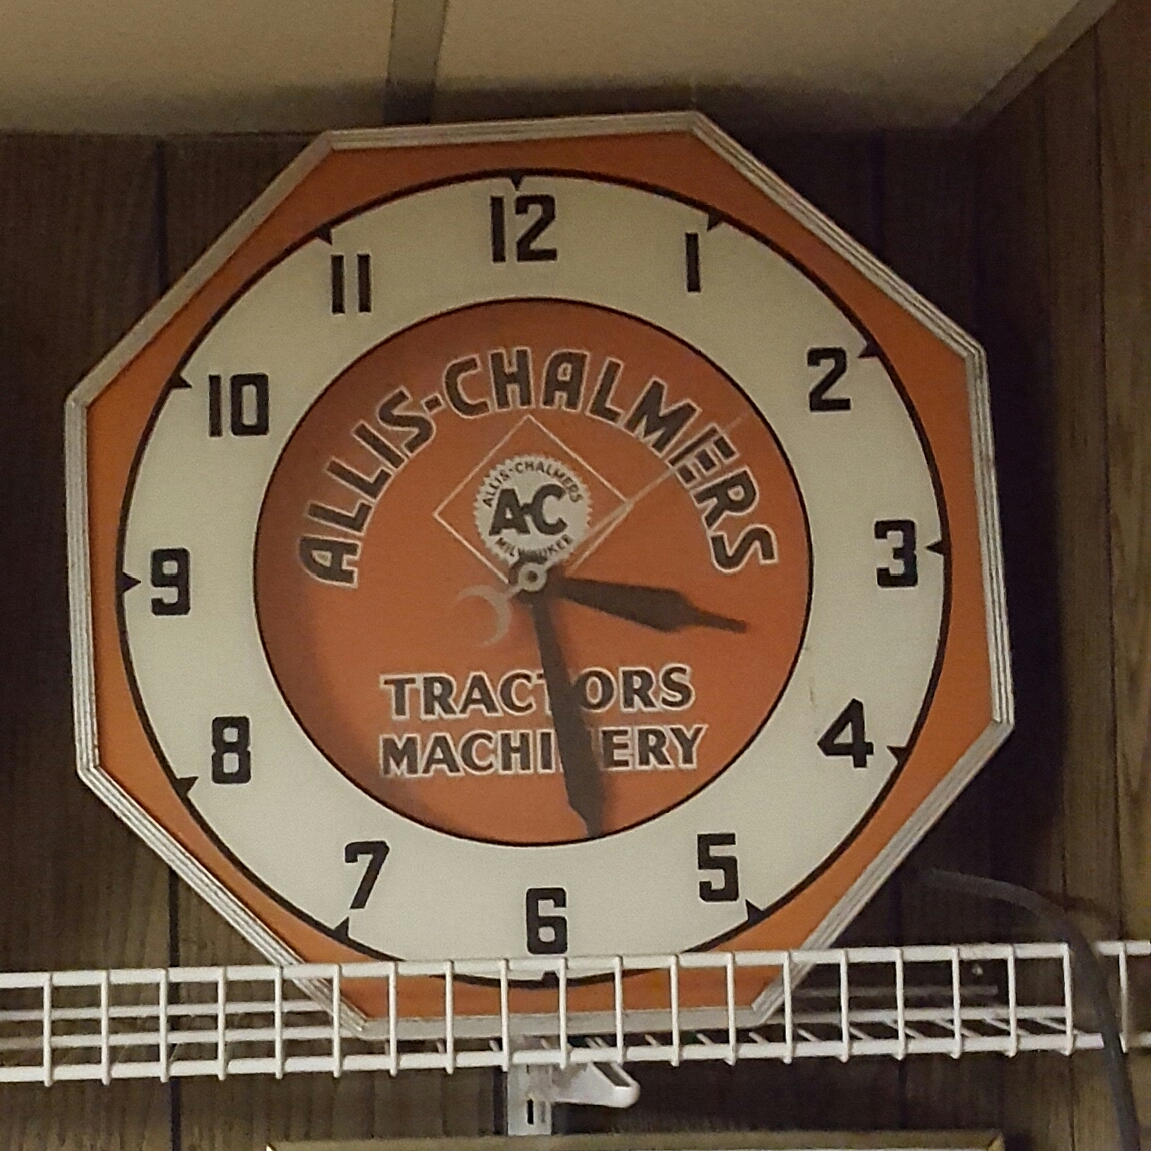 12
11
1
10
2
ALLIS-CHALMERS
ALLIS-CHALMERS
A-C
MILWAUKEE
9
3
TRACTORS
MACHINERY
8
4
7
5
6